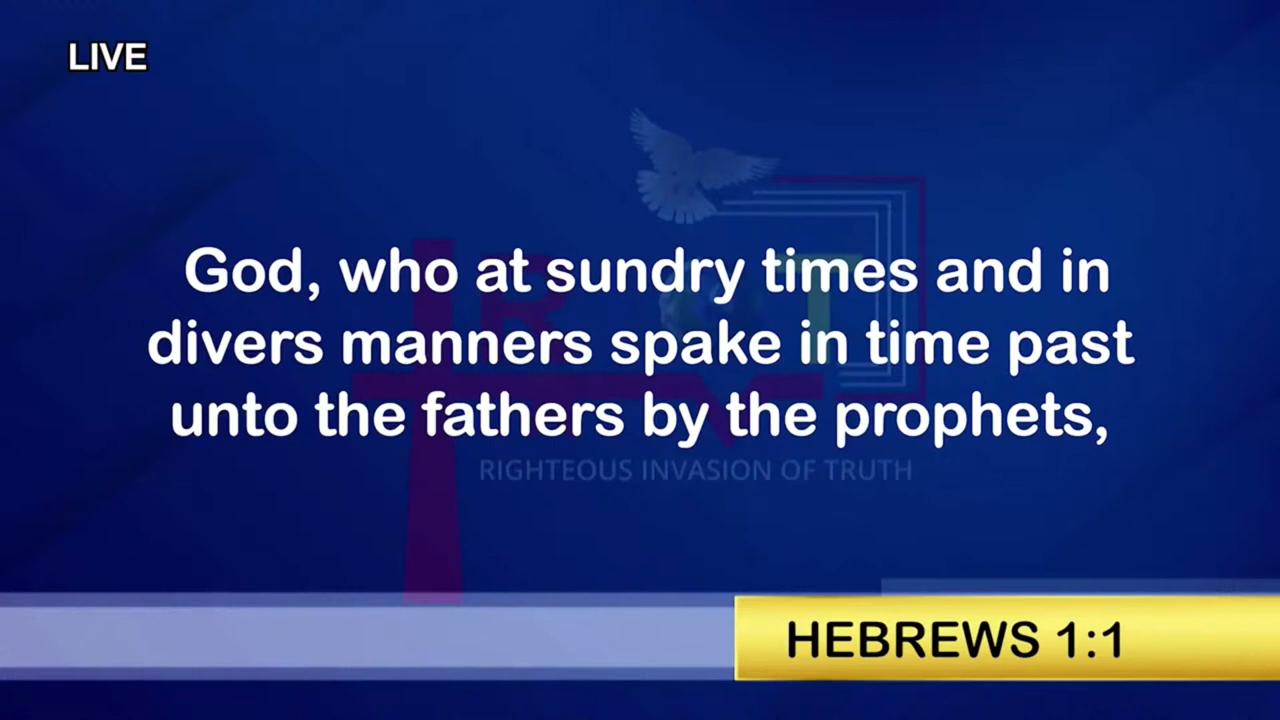 LIVE
God, who at sundry times and in
divers manners spake in time past
unto the fathers by the prophets,
RIGHTEOUS INVASION OF TRUTH
HEBREWS 1:1